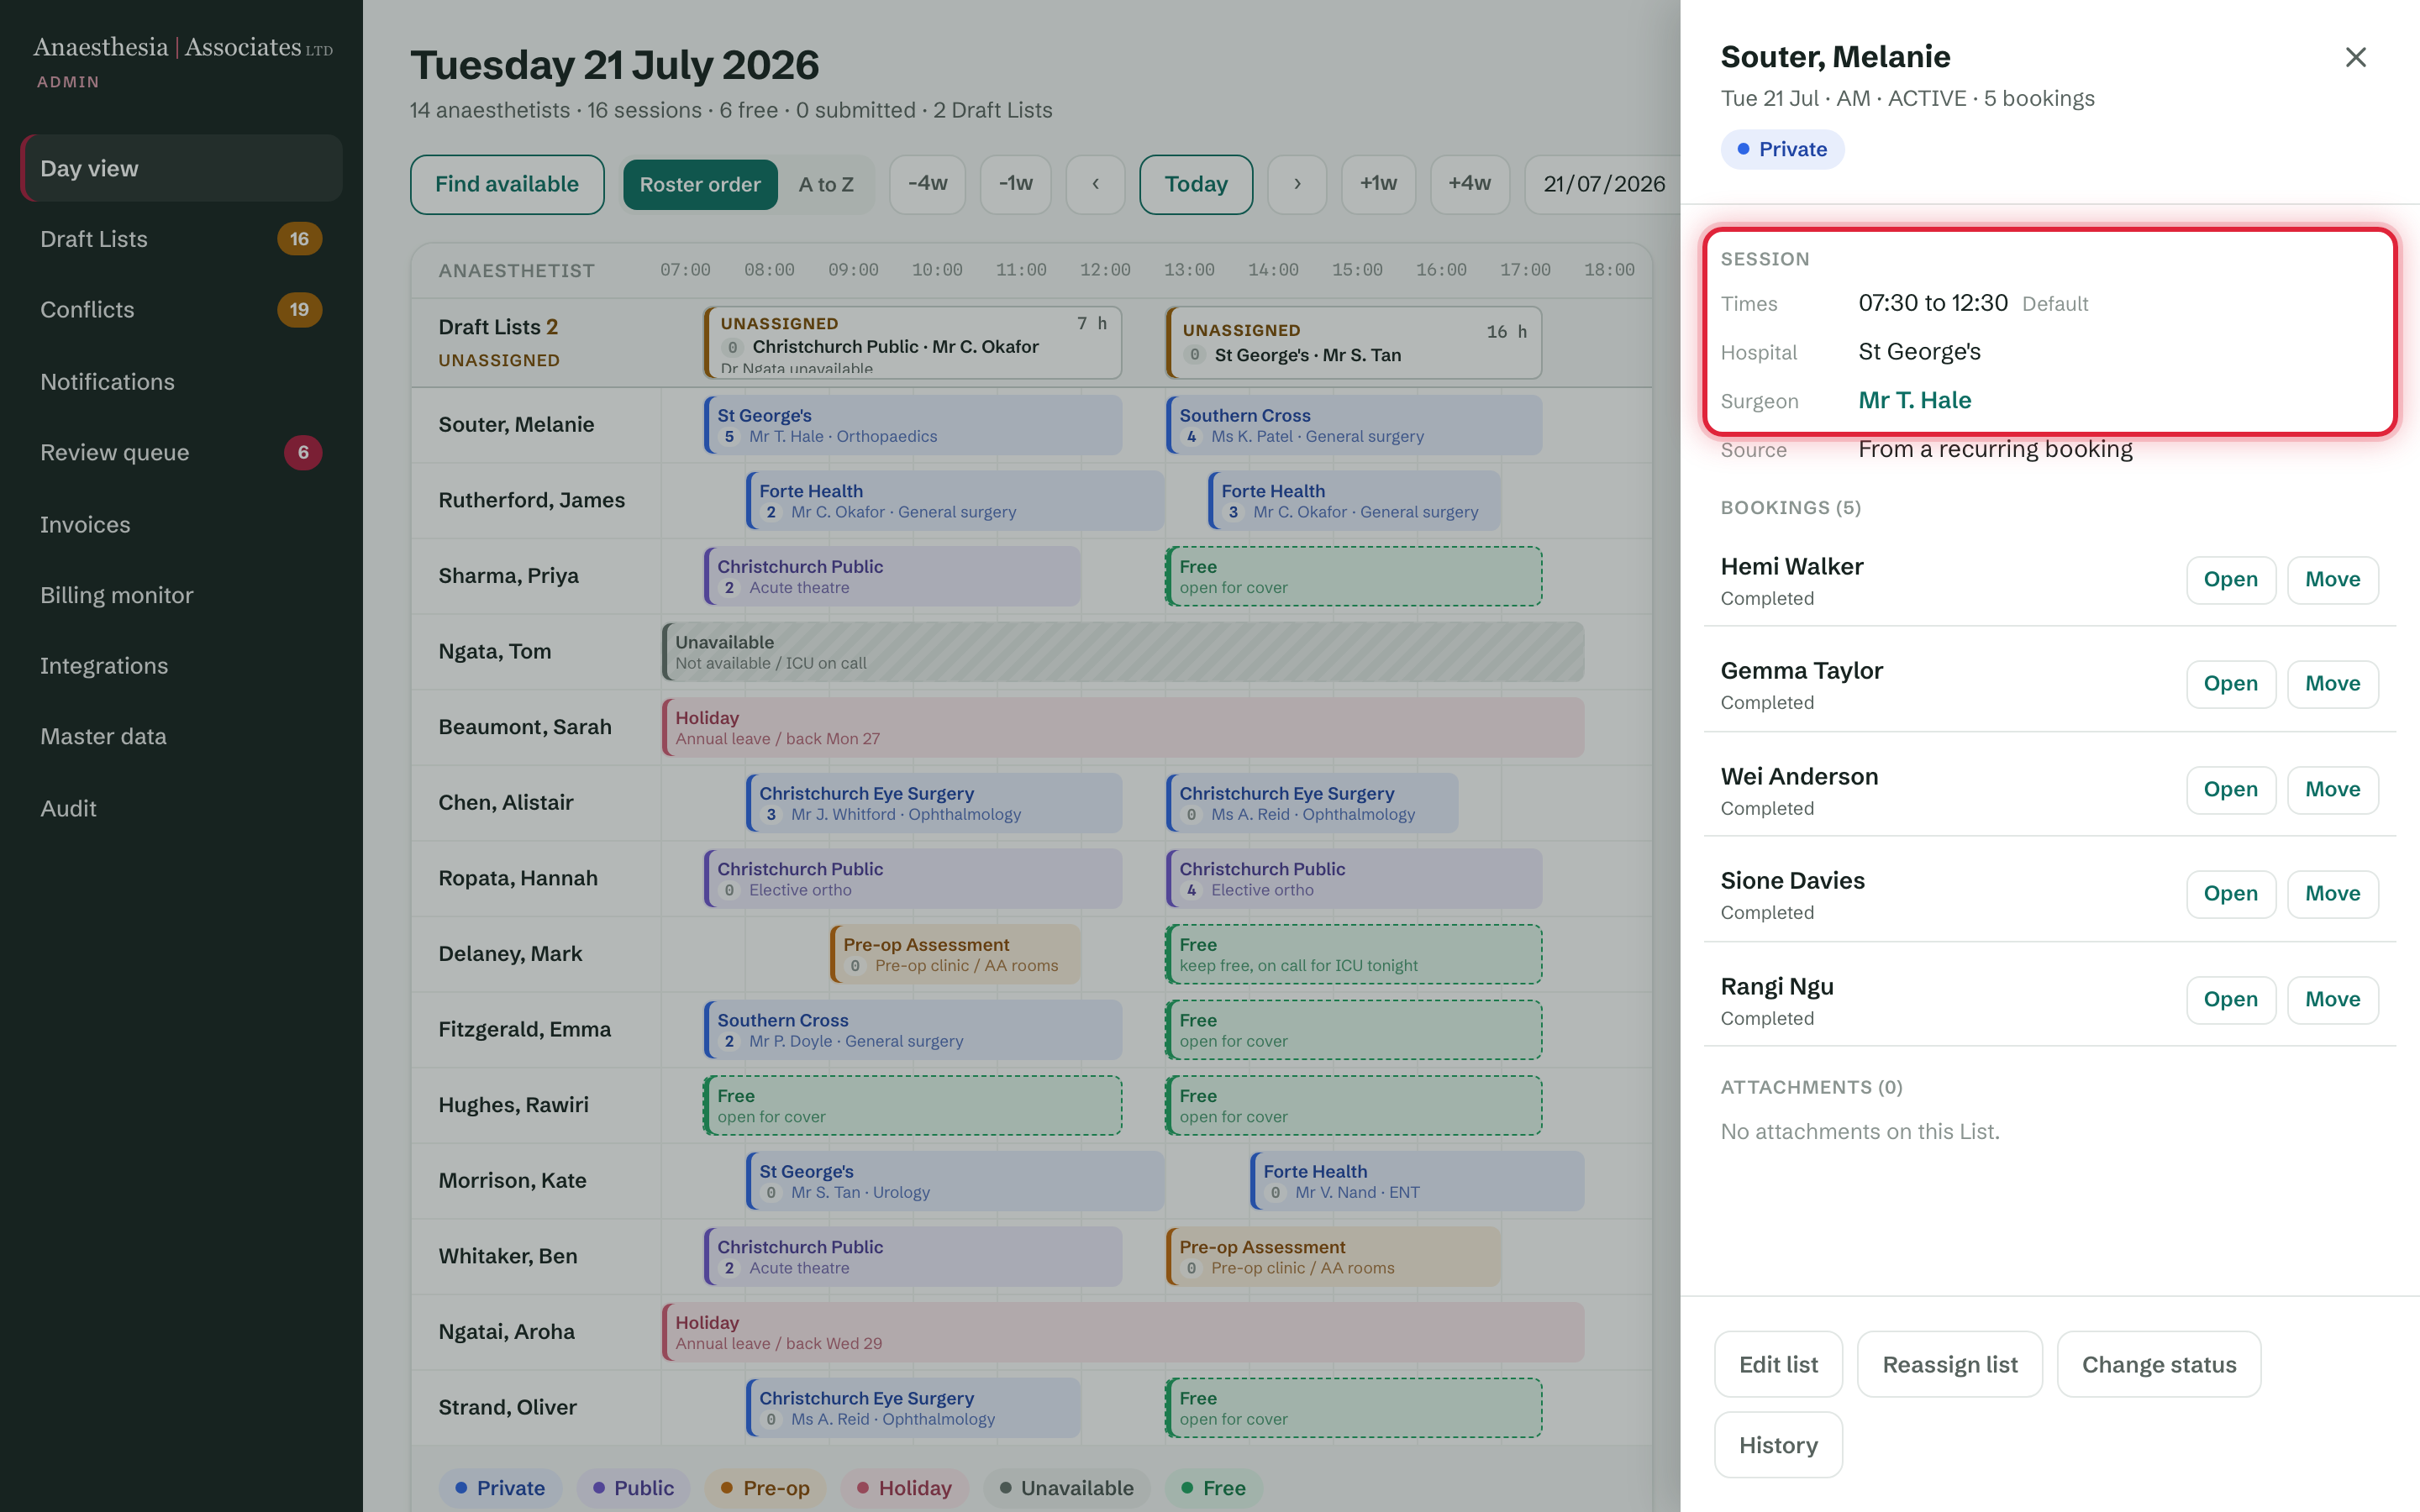 Anaesthesia | Associates LTD
ADMIN
Day view
Draft Lists 16
Conflicts 19
Notifications
Review queue 6
Invoices
Billing monitor
Integrations
Master data
Audit
Tuesday 21 July 2026
14 anaesthetists · 16 sessions · 6 free · 0 submitted · 2 Draft Lists
Find available Roster order A to Z -4w -1w ‹ Today › +1w +4w 21/07/2026
ANAESTHETIST 07:00 08:00 09:00 10:00 11:00 12:00 13:00 14:00 15:00 16:00 17:00 18:00
Draft Lists 2
UNASSIGNED
UNASSIGNED 7 h
0 Christchurch Public · Mr C. Okafor
Dr Ngata unavailable
UNASSIGNED 16 h
0 St George's · Mr S. Tan
Souter, Melanie
St George's
5 Mr T. Hale · Orthopaedics
Southern Cross
4 Ms K. Patel · General surgery
Rutherford, James
Forte Health
2 Mr C. Okafor · General surgery
Forte Health
3 Mr C. Okafor · General surgery
Sharma, Priya
Christchurch Public
2 Acute theatre
Free
open for cover
Ngata, Tom
Unavailable
Not available / ICU on call
Beaumont, Sarah
Holiday
Annual leave / back Mon 27
Chen, Alistair
Christchurch Eye Surgery
3 Mr J. Whitford · Ophthalmology
Christchurch Eye Surgery
0 Ms A. Reid · Ophthalmology
Ropata, Hannah
Christchurch Public
0 Elective ortho
Christchurch Public
4 Elective ortho
Delaney, Mark
Pre-op Assessment
0 Pre-op clinic / AA rooms
Free
keep free, on call for ICU tonight
Fitzgerald, Emma
Southern Cross
2 Mr P. Doyle · General surgery
Free
open for cover
Hughes, Rawiri
Free
open for cover
Free
open for cover
Morrison, Kate
St George's
0 Mr S. Tan · Urology
Forte Health
0 Mr V. Nand · ENT
Whitaker, Ben
Christchurch Public
2 Acute theatre
Pre-op Assessment
0 Pre-op clinic / AA rooms
Ngatai, Aroha
Holiday
Annual leave / back Wed 29
Strand, Oliver
Christchurch Eye Surgery
0 Ms A. Reid · Ophthalmology
Free
open for cover
Private Public Pre-op Holiday Unavailable Free
Souter, Melanie
Tue 21 Jul · AM · ACTIVE · 5 bookings
Private
SESSION
Times 07:30 to 12:30 Default
Hospital St George's
Surgeon Mr T. Hale
Source From a recurring booking
BOOKINGS (5)
Hemi Walker
Completed
Open Move
Gemma Taylor
Completed
Open Move
Wei Anderson
Completed
Open Move
Sione Davies
Completed
Open Move
Rangi Ngu
Completed
Open Move
ATTACHMENTS (0)
No attachments on this List.
Edit list Reassign list Change status
History